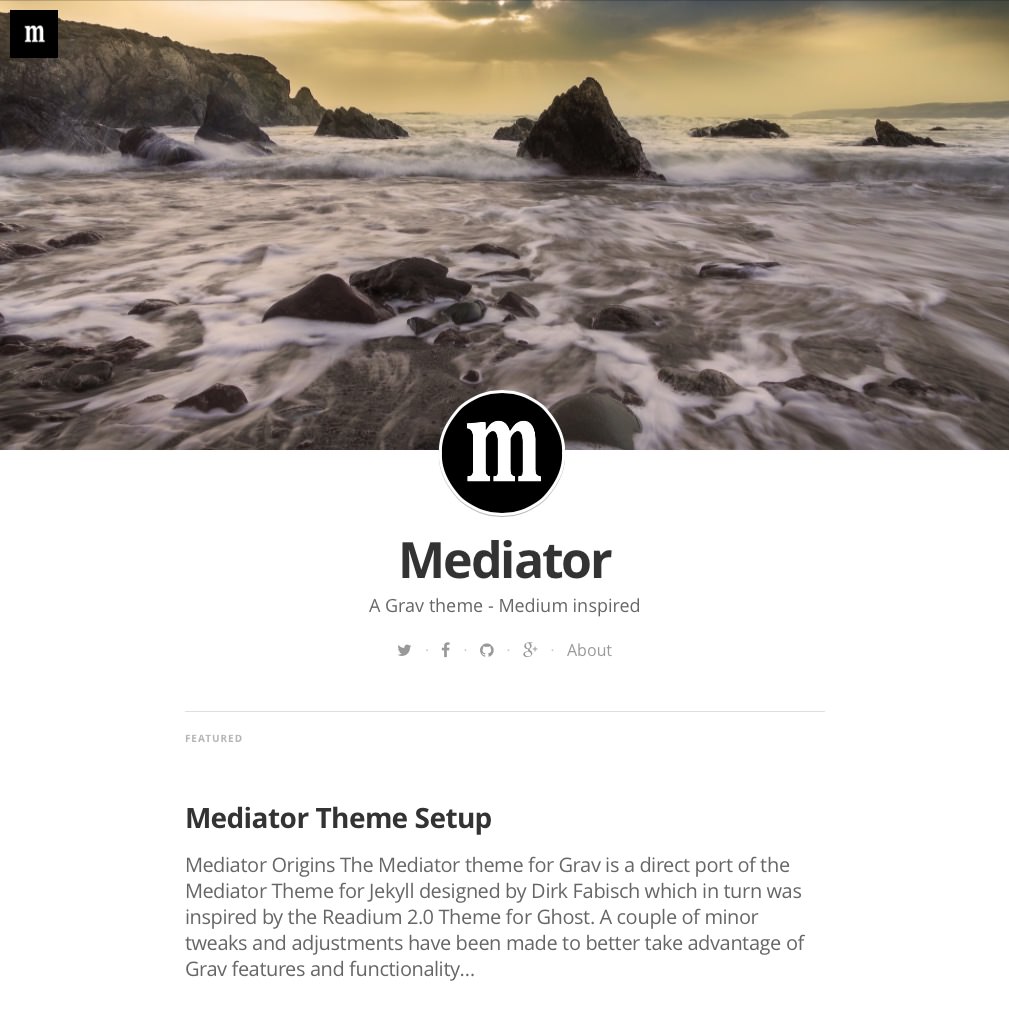 m
m
Mediator
A Grav theme - Medium inspired
· · · · About
FEATURED
Mediator Theme Setup
Mediator Origins The Mediator theme for Grav is a direct port of the
Mediator Theme for Jekyll designed by Dirk Fabisch which in turn was
inspired by the Readium 2.0 Theme for Ghost. A couple of minor
tweaks and adjustments have been made to better take advantage of
Grav features and functionality...